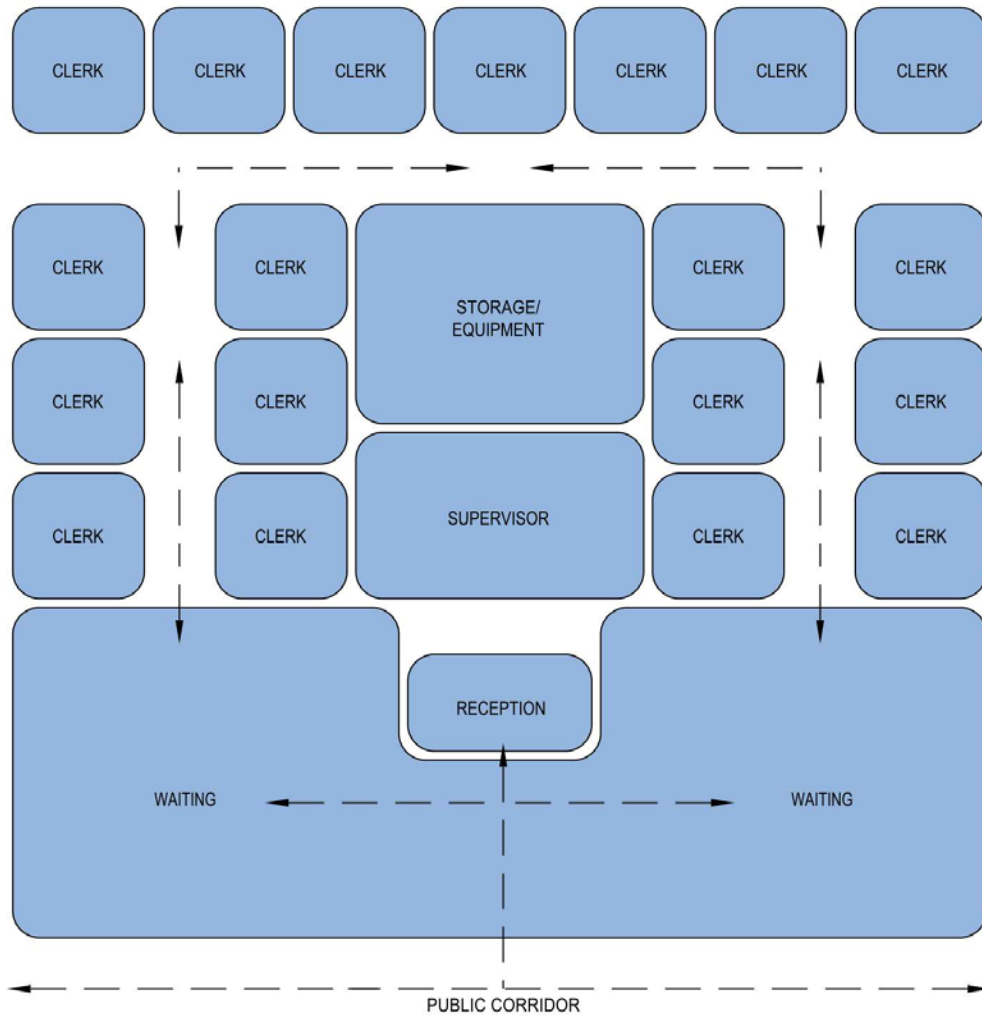 CLERK CLERK CLERK CLERK CLERK CLERK CLERK
CLERK CLERK STORAGE/ CLERK CLERK
EQUIPMENT
CLERK CLERK CLERK CLERK
CLERK CLERK SUPERVISOR CLERK CLERK
RECEPTION
WAITING WAITING
PUBLIC CORRIDOR